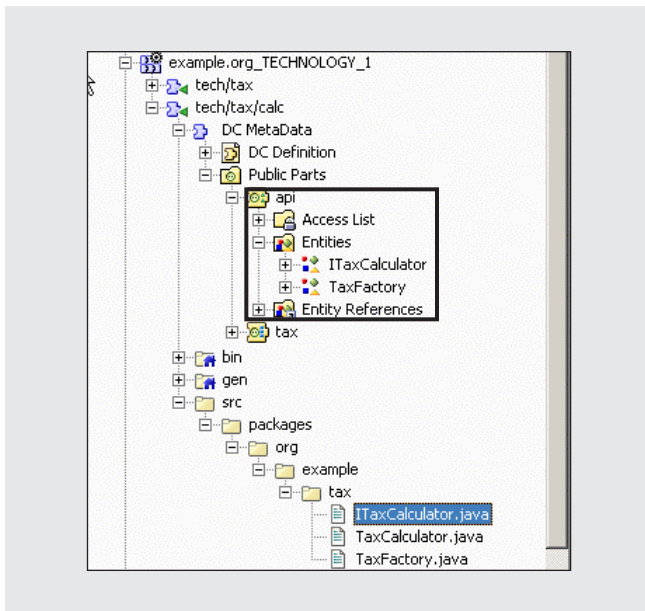 example.org_TECHNOLOGY_1
tech/tax
tech/tax/calc
DC MetaData
DC Definition
Public Parts
api
Access List
Entities
ITaxCalculator
TaxFactory
Entity References
tax
bin
gen
src
packages
org
example
tax
ITaxCalculator.java
TaxCalculator.java
TaxFactory.java